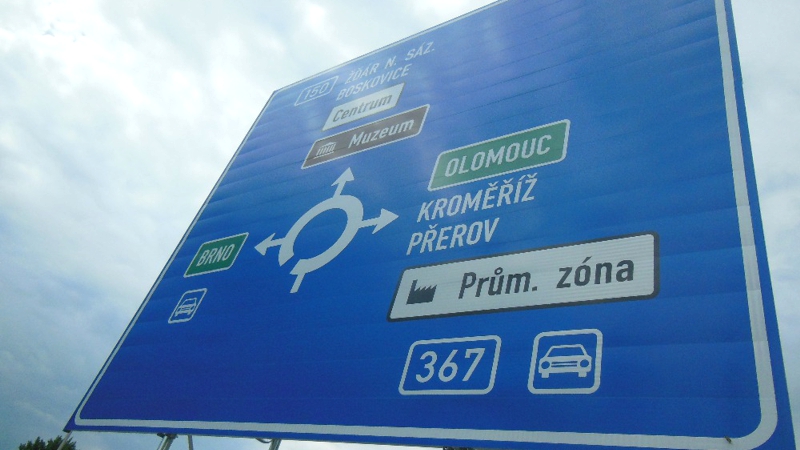 150
ŽĎÁR N. SÁZ.
BOSKOVICE
Centrum
Muzeum
OLOMOUC
KROMĚŘÍŽ
PŘEROV
BRNO
Prům. zóna
367